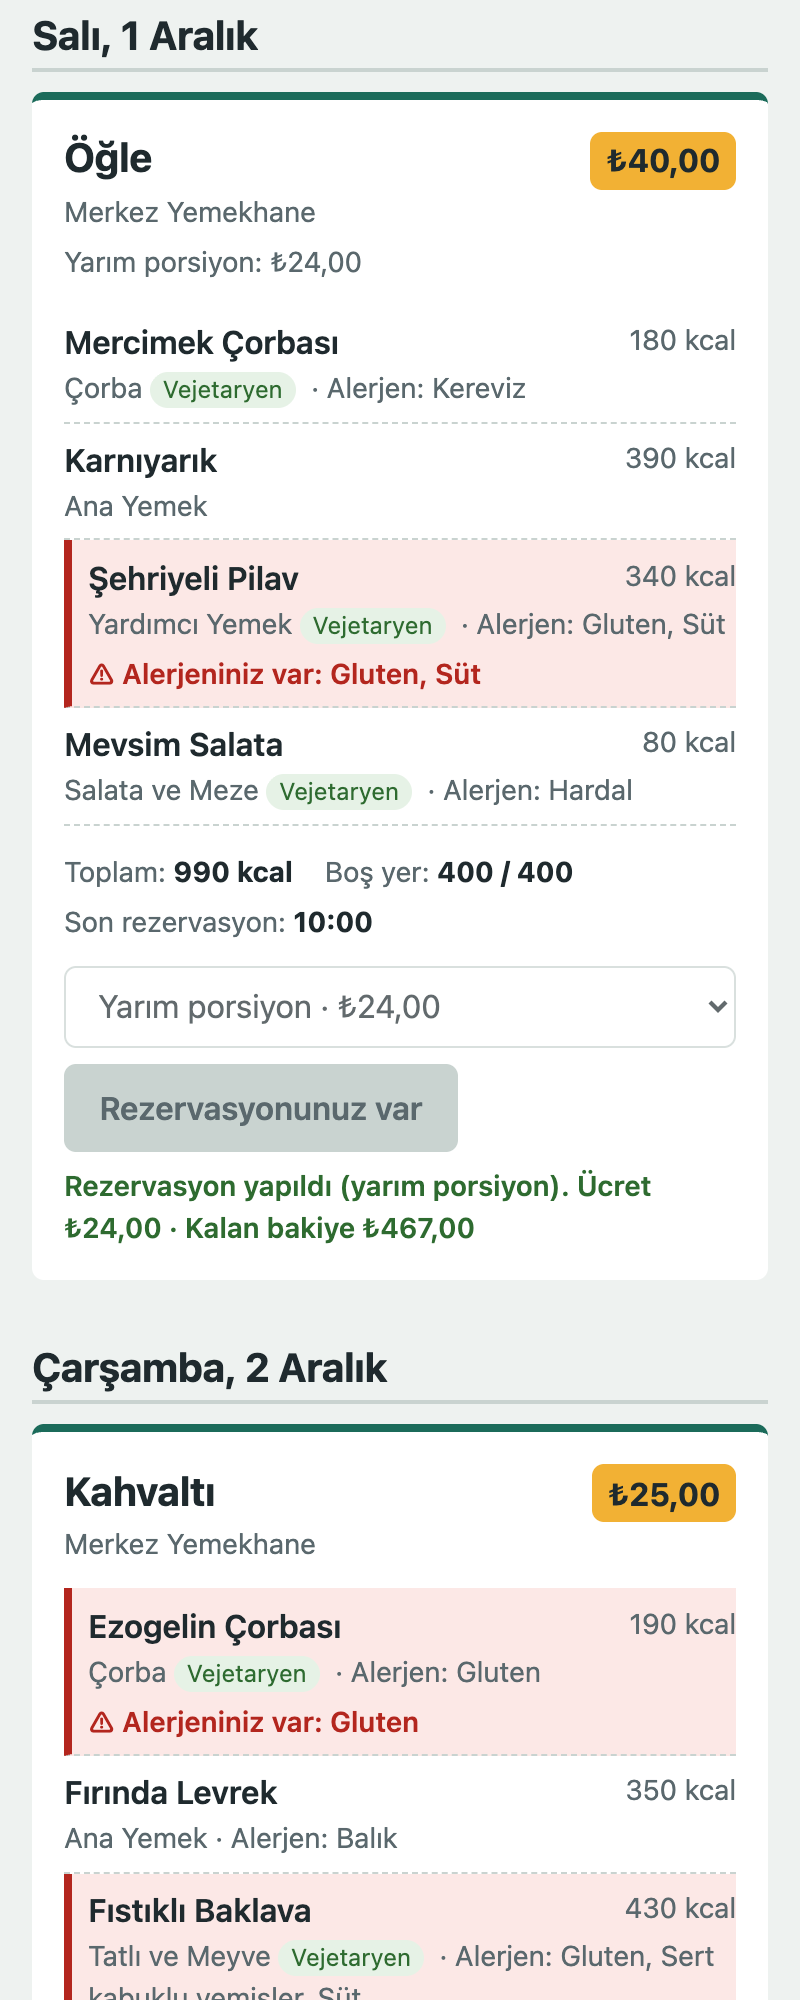 Salı, 1 Aralık
Öğle
₺40,00
Merkez Yemekhane
Yarım porsiyon: ₺24,00
Mercimek Çorbası
180 kcal
Çorba Vejetaryen · Alerjen: Kereviz
Karnıyarık
390 kcal
Ana Yemek
Şehriyeli Pilav
340 kcal
Yardımcı Yemek Vejetaryen · Alerjen: Gluten, Süt
⚠ Alerjeniniz var: Gluten, Süt
Mevsim Salata
80 kcal
Salata ve Meze Vejetaryen · Alerjen: Hardal
Toplam: 990 kcal Boş yer: 400 / 400
Son rezervasyon: 10:00
Yarım porsiyon · ₺24,00
Rezervasyonunuz var
Rezervasyon yapıldı (yarım porsiyon). Ücret
₺24,00 · Kalan bakiye ₺467,00
Çarşamba, 2 Aralık
Kahvaltı
₺25,00
Merkez Yemekhane
Ezogelin Çorbası
190 kcal
Çorba Vejetaryen · Alerjen: Gluten
⚠ Alerjeniniz var: Gluten
Fırında Levrek
350 kcal
Ana Yemek · Alerjen: Balık
Fıstıklı Baklava
430 kcal
Tatlı ve Meyve Vejetaryen · Alerjen: Gluten, Sert
kabuklu yemişler, Süt